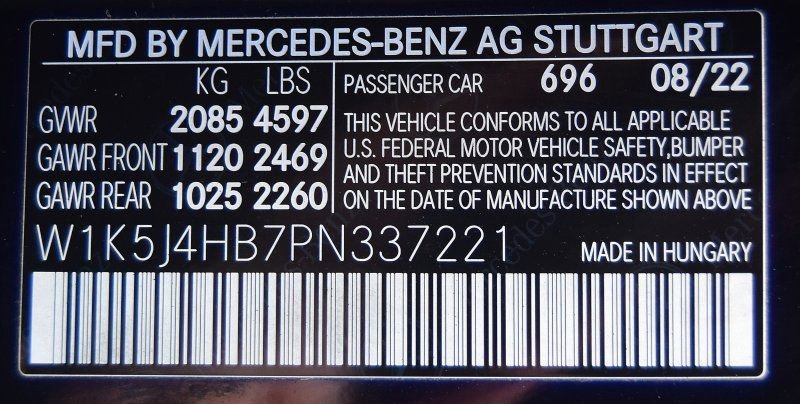 MFD BY MERCEDES-BENZ AG STUTTGART
KG LBS
GVWR 2085 4597
GAWR FRONT 1120 2469
GAWR REAR 1025 2260
PASSENGER CAR 696 08/22
THIS VEHICLE CONFORMS TO ALL APPLICABLE
U.S. FEDERAL MOTOR VEHICLE SAFETY,BUMPER
AND THEFT PREVENTION STANDARDS IN EFFECT
ON THE DATE OF MANUFACTURE SHOWN ABOVE
W1K5J4HB7PN337221
MADE IN HUNGARY